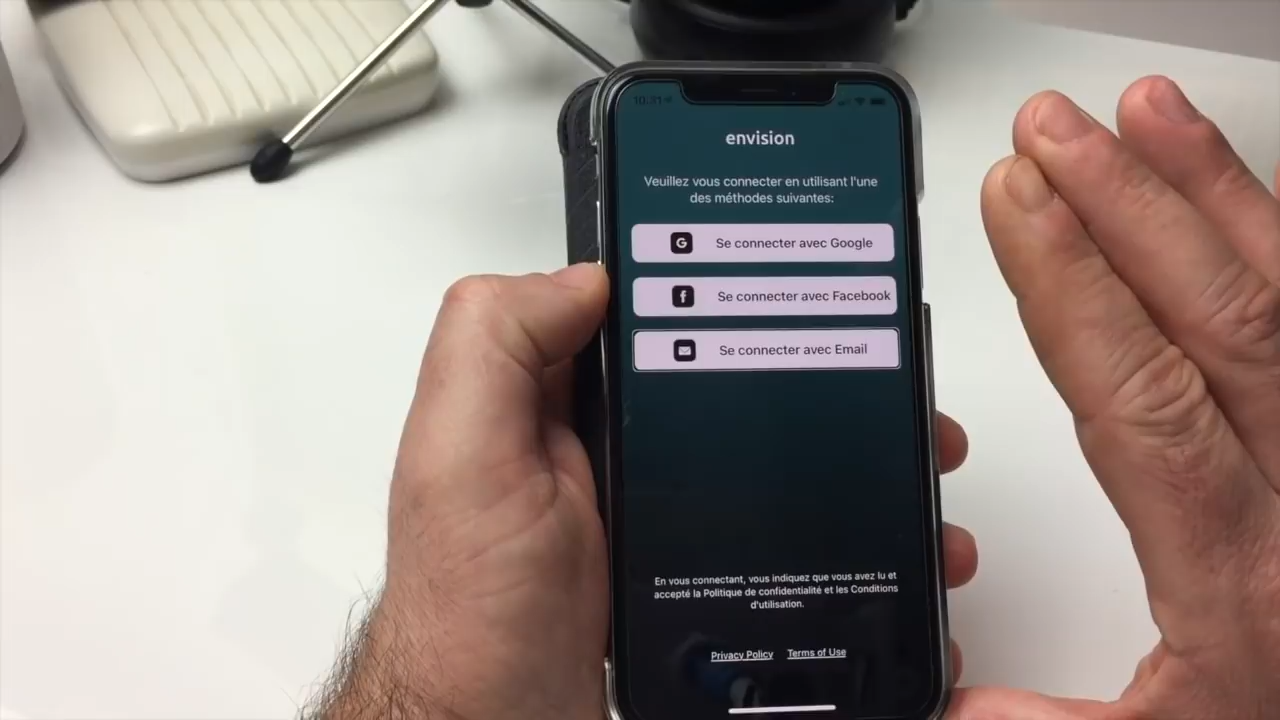 10:31
envision
Veuillez vous connecter en utilisant l'une
des méthodes suivantes:
G Se connecter avec Google
f Se connecter avec Facebook
Se connecter avec Email
En vous connectant, vous indiquez que vous avez lu et
accepté la Politique de confidentialité et les Conditions
d'utilisation.
Privacy Policy Terms of Use